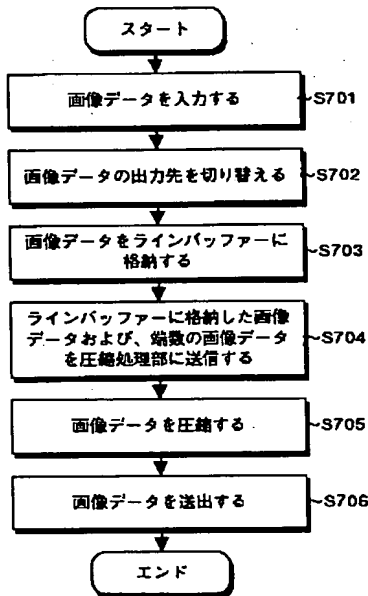 スタート
画像データを入力する
S701
画像データの出力先を切り替える
S702
画像データをラインバッファーに
格納する
S703
ラインバッファーに格納した画像
データおよび、端数の画像データ
を圧縮処理部に送信する
S704
画像データを圧縮する
S705
画像データを送出する
S706
エンド